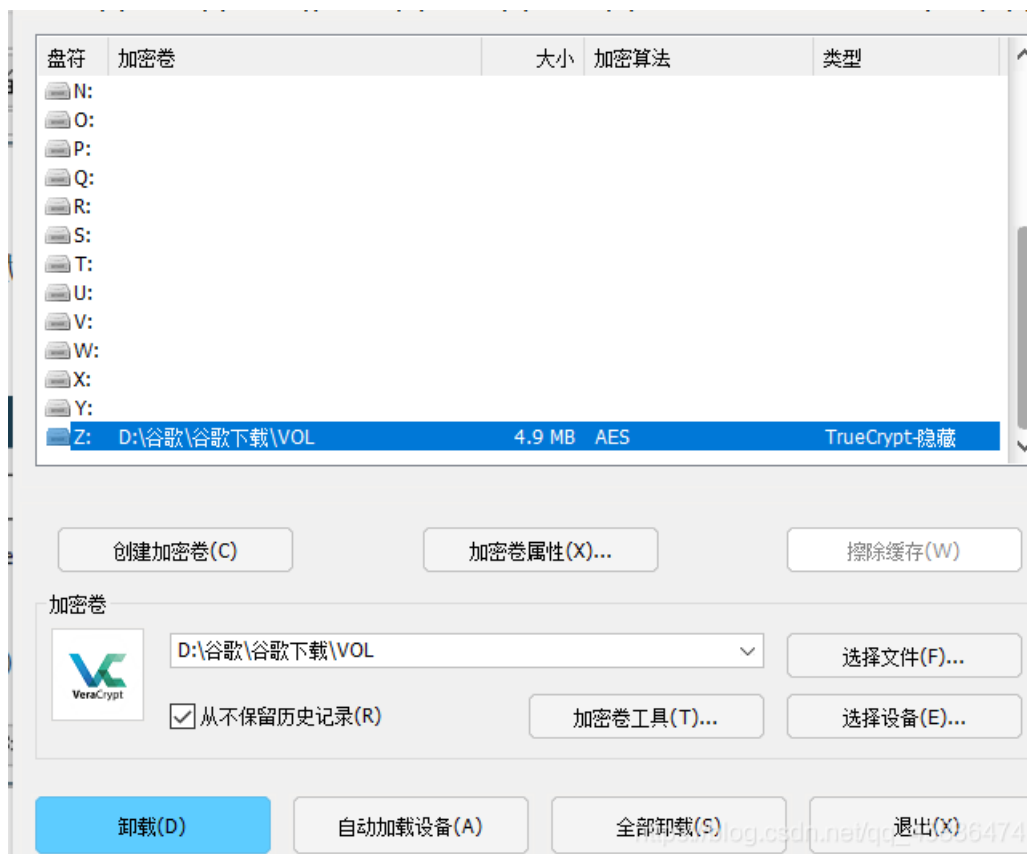 盘符 加密卷 大小 加密算法 类型
N:
O:
P:
Q:
R:
S:
T:
U:
V:
W:
X:
Y:
Z: D:\谷歌\谷歌下载\VOL 4.9 MB AES TrueCrypt-隐藏
创建加密卷(C) 加密卷属性(X)... 擦除缓存(W)
加密卷
D:\谷歌\谷歌下载\VOL 选择文件(F)...
VeraCrypt
从不保留历史记录(R) 加密卷工具(T)... 选择设备(E)...
卸载(D) 自动加载设备(A) 全部卸载(S) 退出(X)